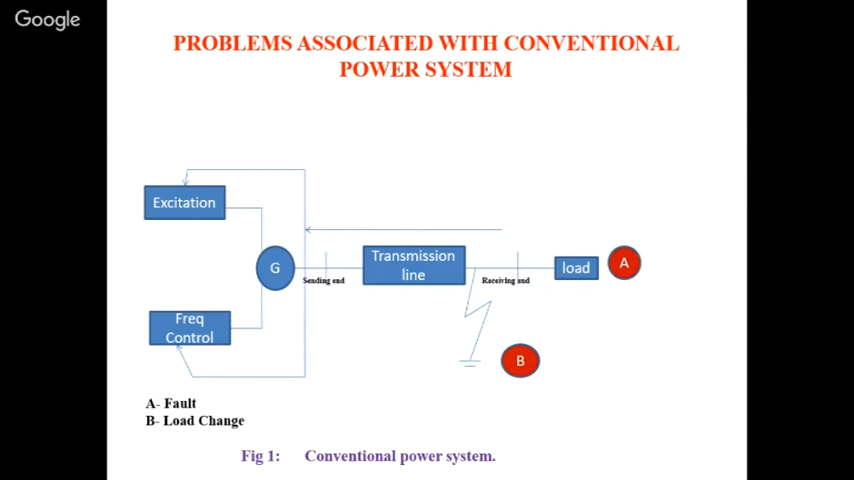 Google
PROBLEMS ASSOCIATED WITH CONVENTIONAL
POWER SYSTEM
Excitation
G
Sending end
Transmission
line
Receiving end
load
A
Freq
Control
B
A- Fault
B- Load Change
Fig 1: Conventional power system.